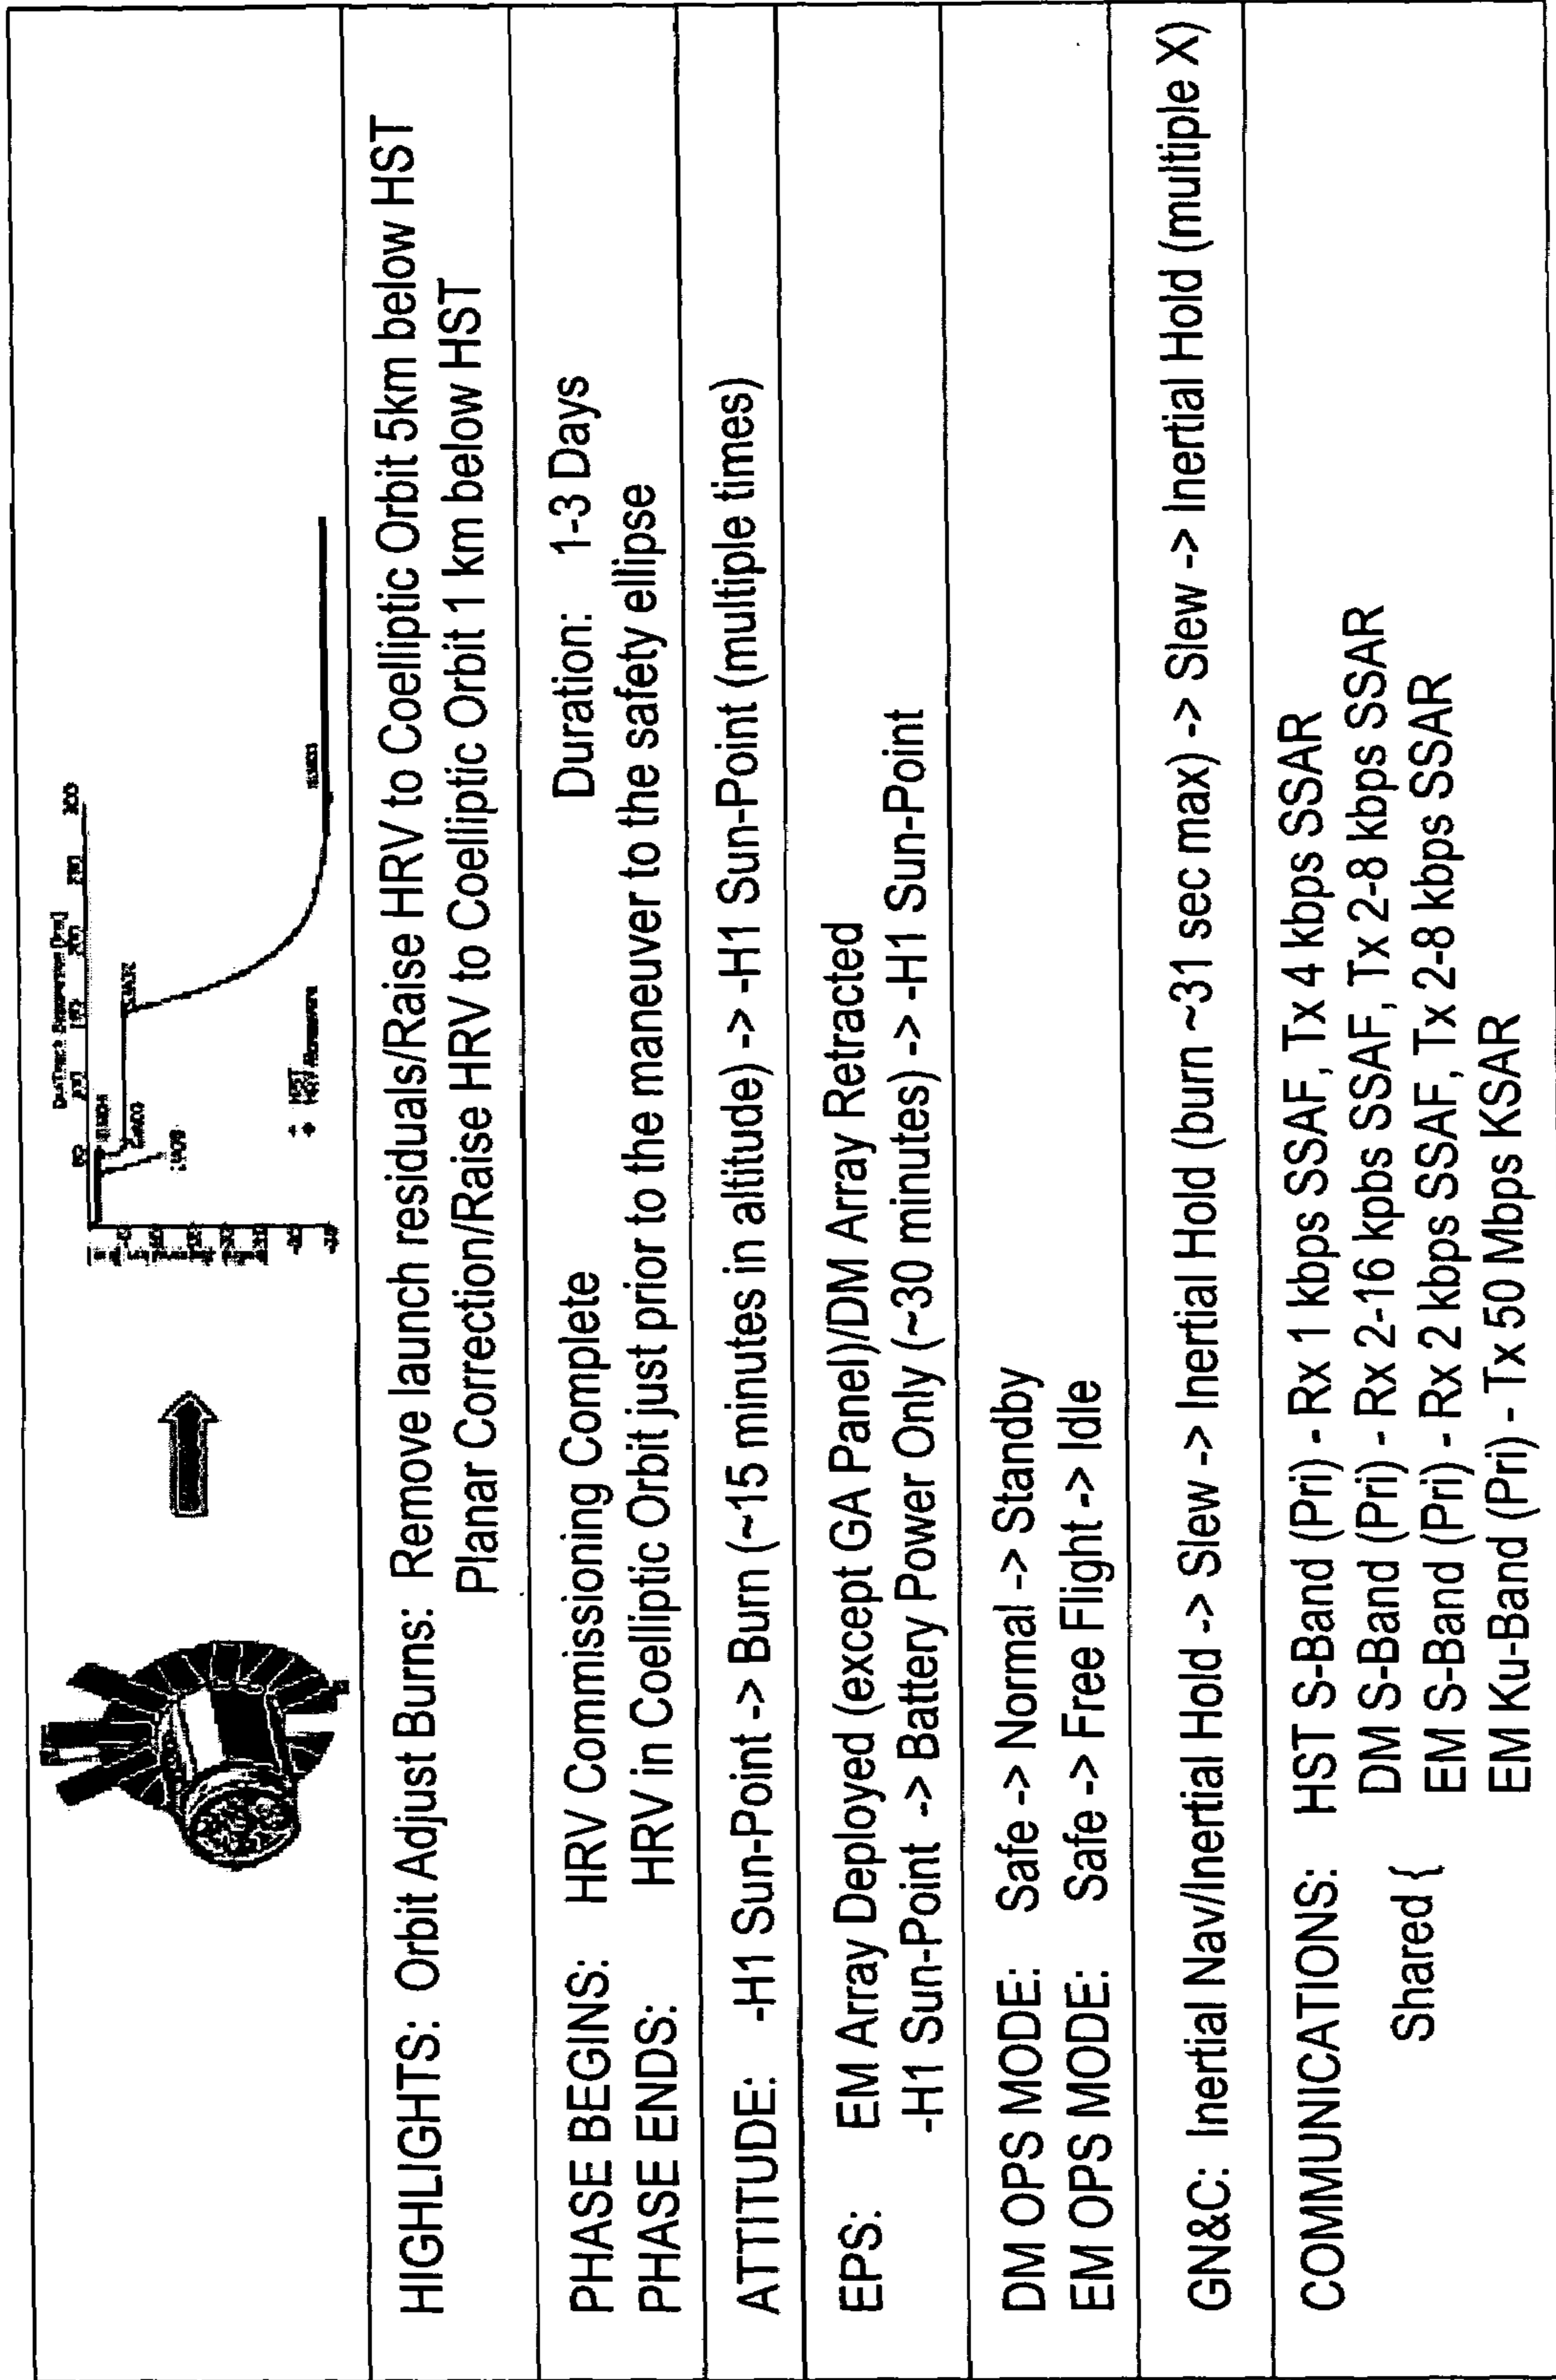 HIGHLIGHTS: Orbit Adjust Burns: Remove launch residuals/Raise HRV to Coelliptic Orbit 5km below HST
Planar Correction/Raise HRV to Coelliptic Orbit 1 km below HST
PHASE BEGINS: HRV Commissioning Complete Duration: 1-3 Days
PHASE ENDS: HRV in Coelliptic Orbit just prior to the maneuver to the safety ellipse
ATTITUDE: -H1 Sun-Point -> Burn (~15 minutes in altitude) -> -H1 Sun-Point (multiple times)
EPS: EM Array Deployed (except GA Panel)/DM Array Retracted
-H1 Sun-Point -> Battery Power Only (~30 minutes) -> -H1 Sun-Point
DM OPS MODE: Safe -> Normal -> Standby
EM OPS MODE: Safe -> Free Flight -> Idle
GN&C: Inertial Nav/Inertial Hold -> Slew -> Inertial Hold (burn ~31 sec max) -> Slew -> Inertial Hold (multiple X)
COMMUNICATIONS: HST S-Band (Pri) - Rx 1 kbps SSAF, Tx 4 kbps SSAR
DM S-Band (Pri) - Rx 2-16 kpbs SSAF, Tx 2-8 kbps SSAR
Shared { EM S-Band (Pri) - Rx 2 kbps SSAF, Tx 2-8 kbps SSAR
EM Ku-Band (Pri) - Tx 50 Mbps KSAR